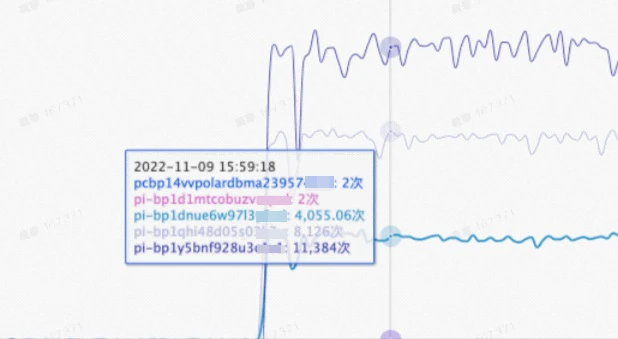 2022-11-09 15:59:18
pcbp14vvpolardbma23957 : 2次
pi-bp1d1mtcobuzv : 2次
pi-bp1dnue6w97l3 : 4,055.06次
pi-bp1qhi48d05s0 : 8,126次
pi-bp1y5bnf928u3 : 11,384次